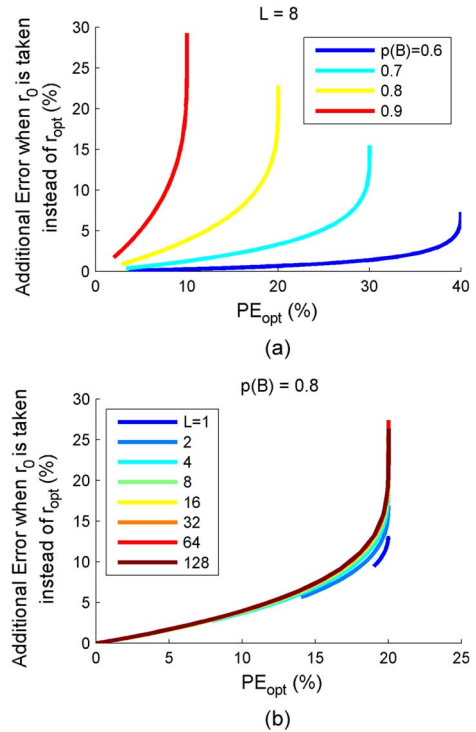 L = 8
Additional Error when r0 is taken
instead of ropt (%)
30
25
20
15
10
5
0
p(B)=0.6
0.7
0.8
0.9
0 10 20 30 40
PEopt (%)
(a)
p(B) = 0.8
Additional Error when r0 is taken
instead of ropt (%)
30
25
20
15
10
5
0
L=1
2
4
8
16
32
64
128
0 5 10 15 20 25
PEopt (%)
(b)